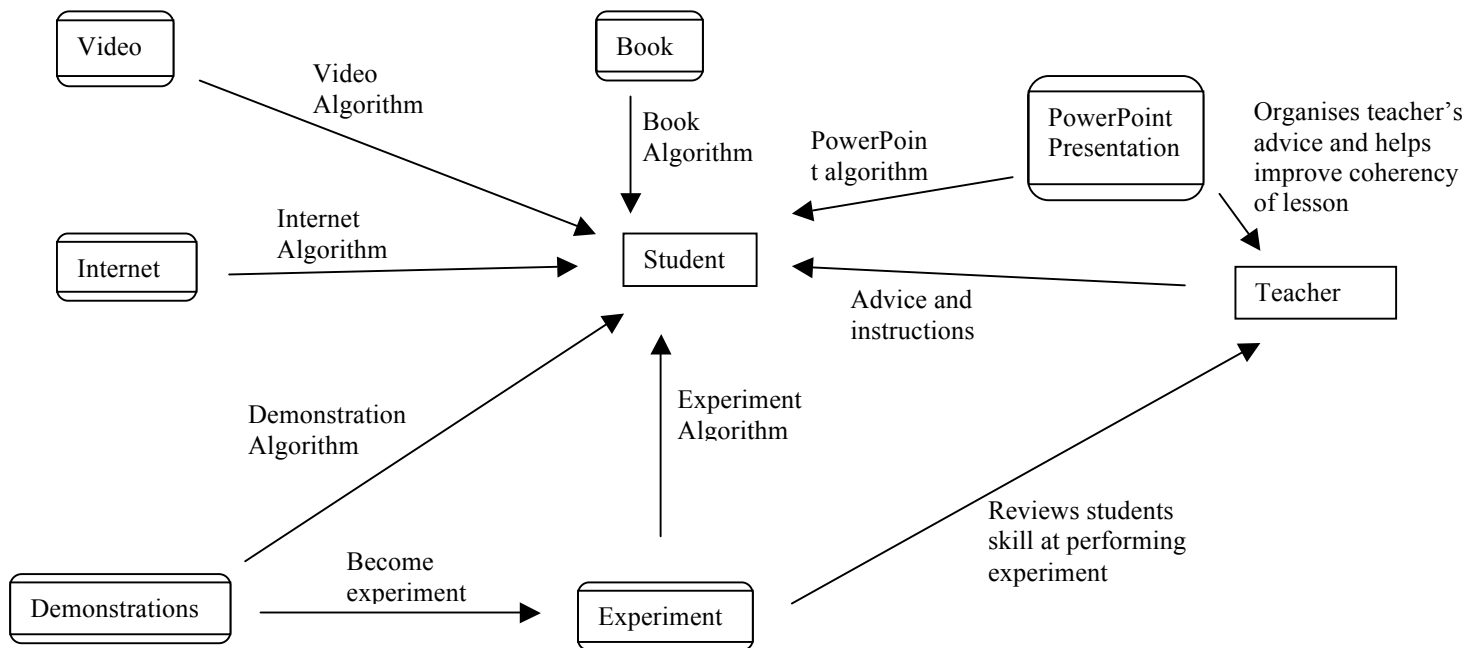 Video
Book
Video
Algorithm
Book
Algorithm
PowerPoin
t algorithm
PowerPoint
Presentation
Organises teacher's
advice and helps
improve coherency
of lesson
Internet
Internet
Algorithm
Student
Advice and
instructions
Teacher
Demonstration
Algorithm
Experiment
Algorithm
Reviews students
skill at performing
experiment
Demonstrations
Become
experiment
Experiment